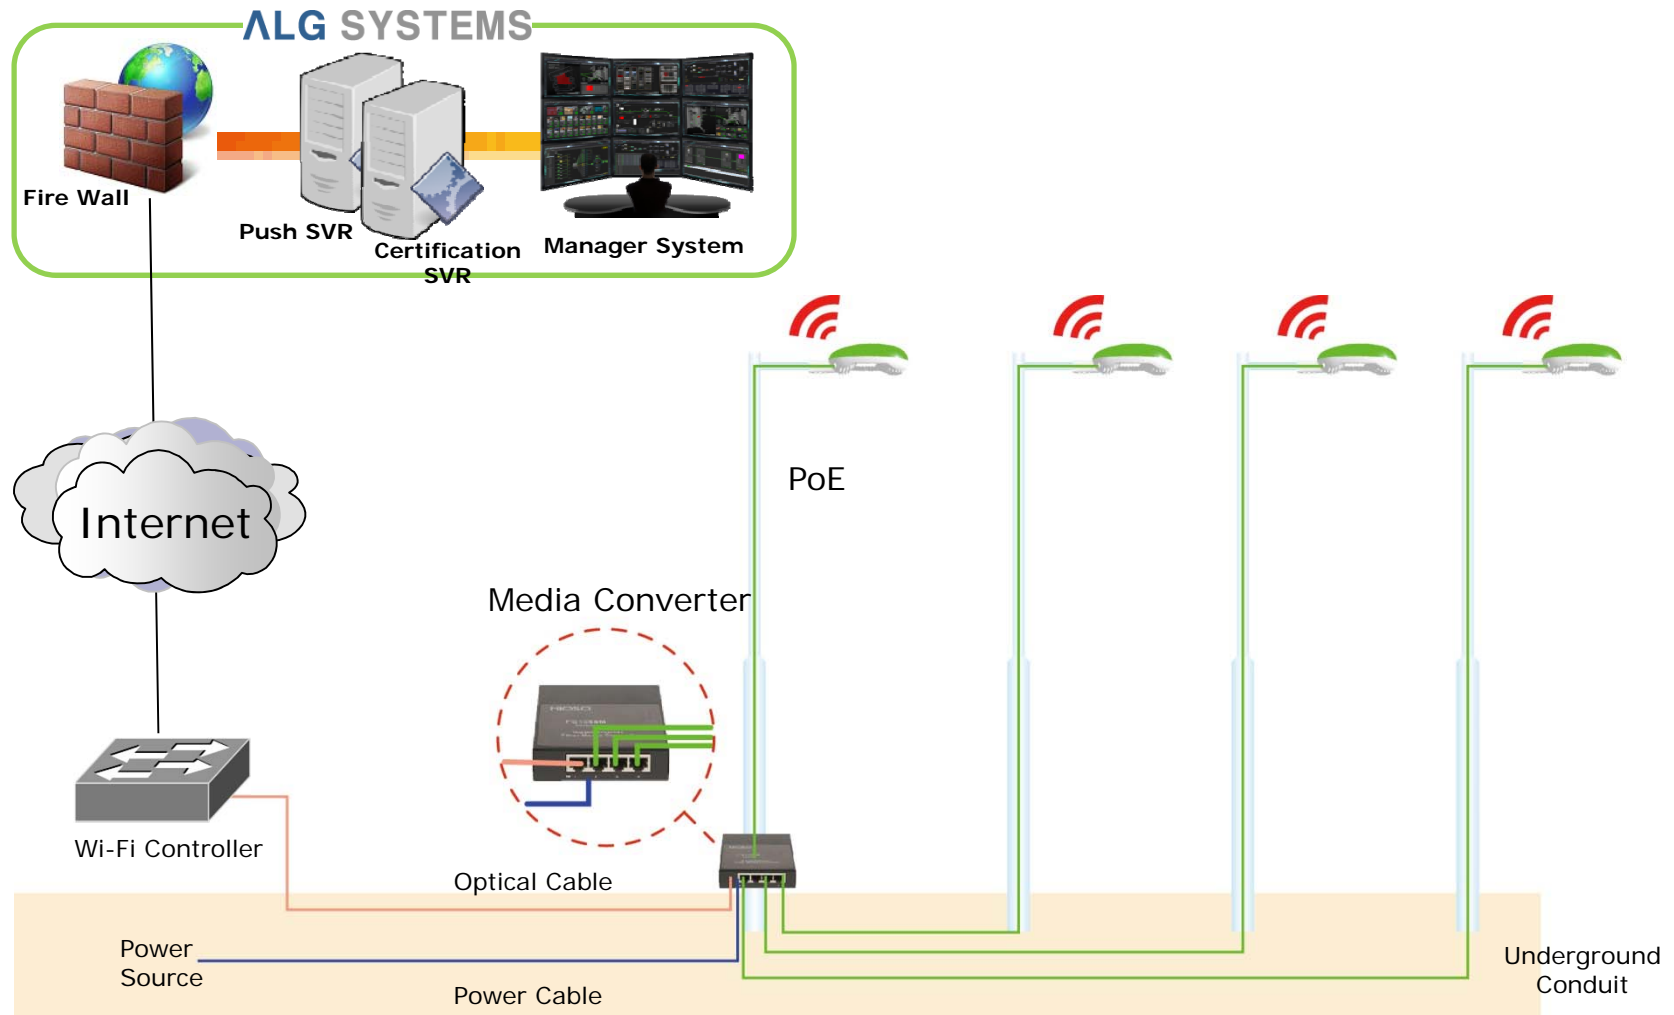 ALG SYSTEMS
Fire Wall
Push SVR
Certification
SVR
Manager System
Internet
PoE
Media Converter
Wi-Fi Controller
Optical Cable
Power
Source
Power Cable
Underground
Conduit